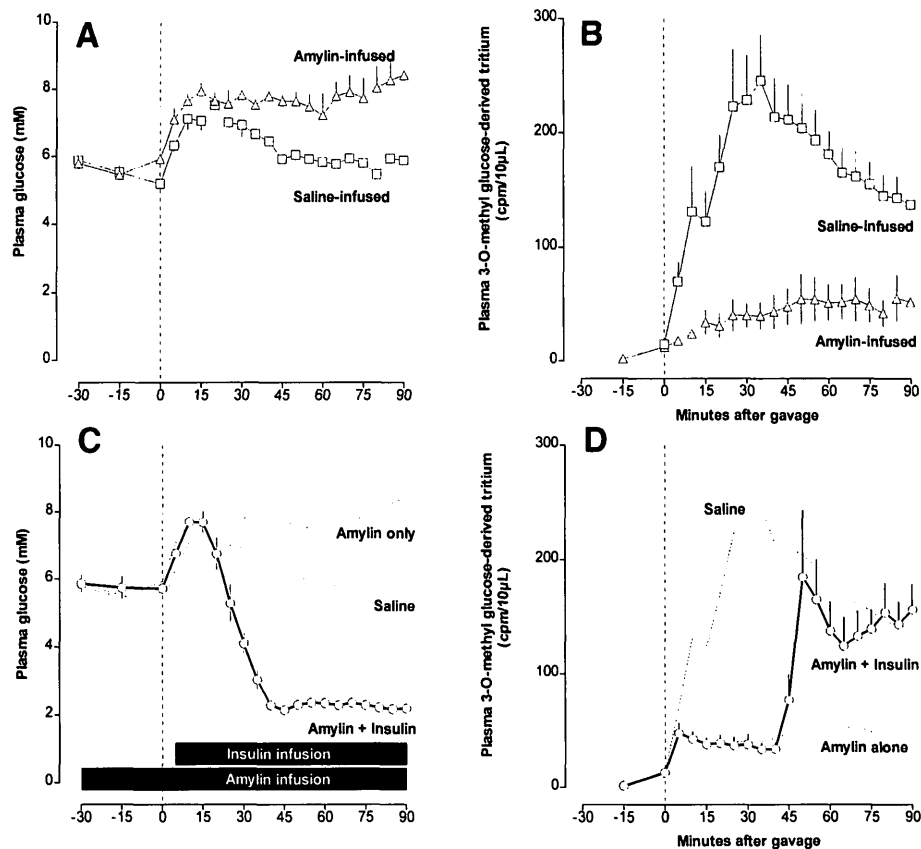 A
10
8
6
4
2
0
Plasma glucose (mM)
Amylin-infused
Saline-infused
-30 -15 0 15 30 45 60 75 90
B
300
200
100
0
Plasma 3-O-methyl glucose-derived tritium
(cpm/10µL)
Saline-infused
Amylin-infused
-30 -15 0 15 30 45 60 75 90
Minutes after gavage
C
10
8
6
4
2
0
Plasma glucose (mM)
Amylin only
Saline
Amylin + Insulin
Insulin infusion
Amylin infusion
-30 -15 0 15 30 45 60 75 90
D
300
200
100
0
Plasma 3-O-methyl glucose-derived tritium
(cpm/10µL)
Saline
Amylin + Insulin
Amylin alone
-30 -15 0 15 30 45 60 75 90
Minutes after gavage